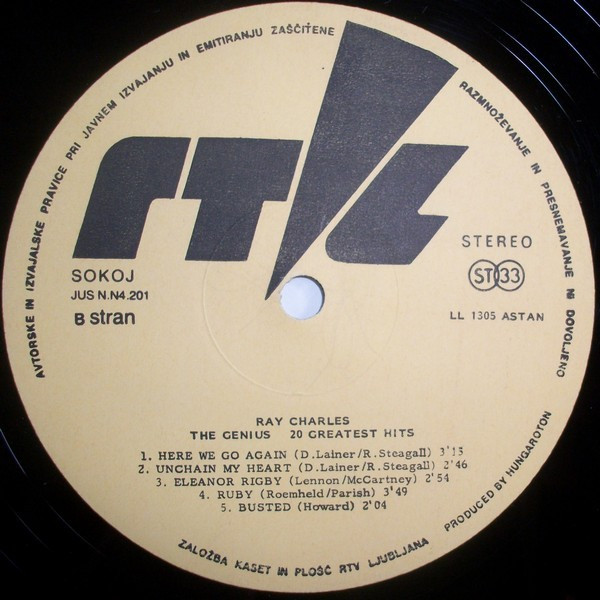 AVTORSKE IN IZVAJALSKE PRAVICE PRI JAVNEM IZVAJANJU IN EMITIRANJU ZAŠČITENE
RAZMNOŽEVANJE IN PRESNEMAVANJE NI DOVOLJENO
RTL
SOKOJ
JUS N.N4.201
B stran
STEREO
ST 33
LL 1305 ASTAN
RAY CHARLES
THE GENIUS 20 GREATEST HITS
1. HERE WE GO AGAIN (D.Lainer/R.Steagall) 3'15
2. UNCHAIN MY HEART (D.Lainer/R.Steagall) 2'46
3. ELEANOR RIGBY (Lennon/McCartney) 2'54
4. RUBY (Roemheld/Parish) 3'49
5. BUSTED (Howard) 2'04
ZALOŽBA KASET IN PLOŠČ RTV LJUBLJANA
PRODUCED BY HUNGAROTON